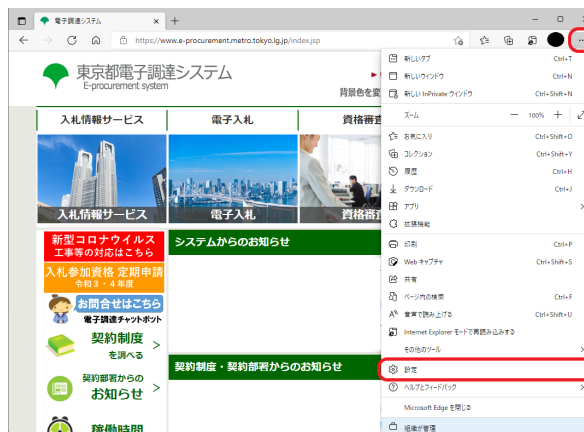 電子調達システム
https://www.e-procurement.metro.tokyo.lg.jp/index.jsp
東京都電子調達システム
E-procurement system
背景色を変
入札情報サービス
電子入札
資格審査
入札情報サービス
電子入札
資格審査
新型コロナウイルス
工事等の対応はこちら
入札参加資格 定期申請
令和3・4年度
お問合せはこちら
電子調達チャットボット
契約制度
を調べる
契約部署からの
お知らせ
稼働時間
システムからのお知らせ
契約制度・契約部署からのお知らせ
新しいタブ Ctrl+T
新しいウィンドウ Ctrl+N
新しい InPrivate ウィンドウ Ctrl+Shift+N
ズーム 100%
お気に入り Ctrl+Shift+O
コレクション Ctrl+Shift+Y
履歴 Ctrl+H
ダウンロード Ctrl+J
アプリ
拡張機能
印刷 Ctrl+P
Web キャプチャ Ctrl+Shift+S
共有
ページ内の検索 Ctrl+F
音声で読み上げる Ctrl+Shift+U
Internet Explorer モードで再読み込みする
その他のツール
設定
ヘルプとフィードバック
Microsoft Edge を閉じる
組織が管理